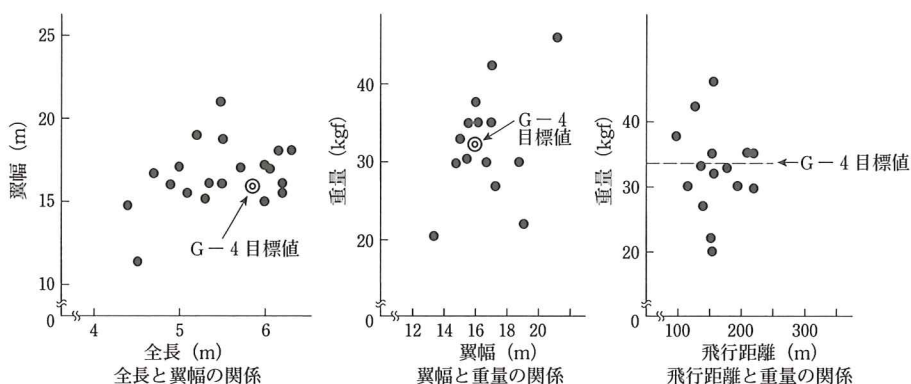 25
20
15
10
0
翼幅 (m)
4
5
6
全長 (m)
G－4 目標値
全長と翼幅の関係
40
30
20
0
重量 (kgf)
12
14
16
18
20
翼幅 (m)
G－4
目標値
翼幅と重量の関係
40
30
20
0
重量 (kgf)
100
200
300
飛行距離 (m)
G－4 目標値
飛行距離と重量の関係